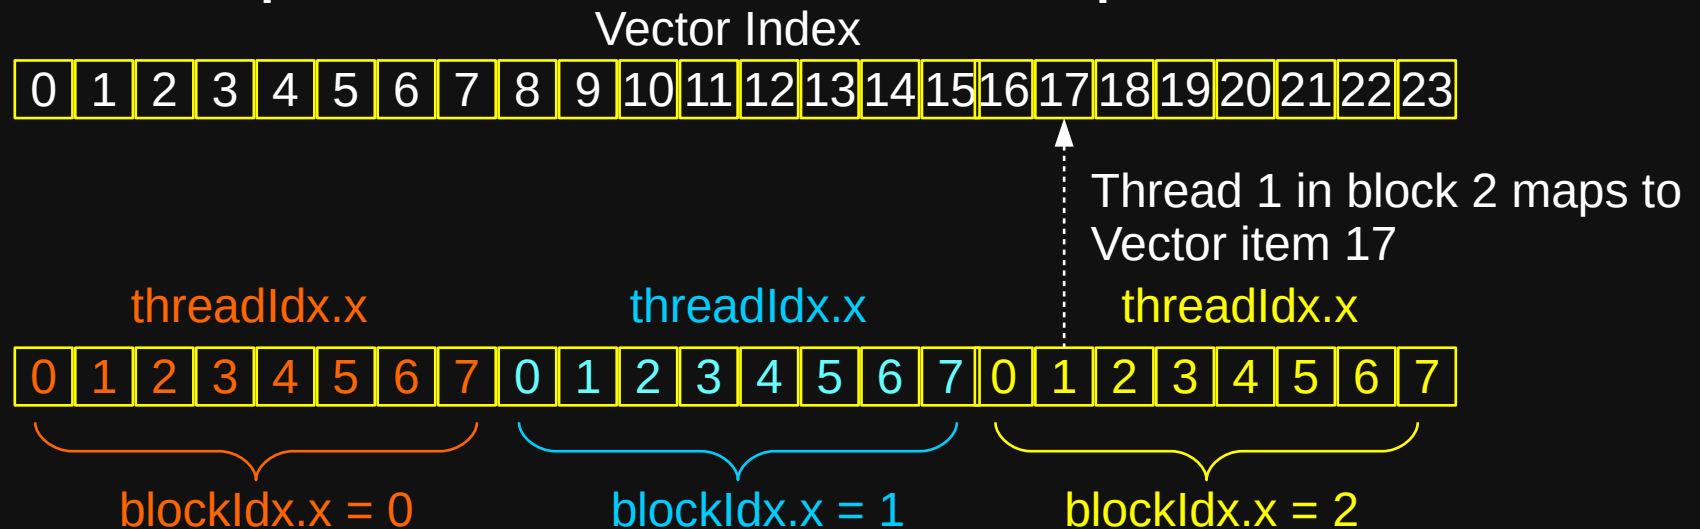 Vector Index
0 1 2 3 4 5 6 7 8 9 10 11 12 13 14 15 16 17 18 19 20 21 22 23
Thread 1 in block 2 maps to
Vector item 17
threadIdx.x threadIdx.x threadIdx.x
0 1 2 3 4 5 6 7 0 1 2 3 4 5 6 7 0 1 2 3 4 5 6 7
blockIdx.x = 0 blockIdx.x = 1 blockIdx.x = 2